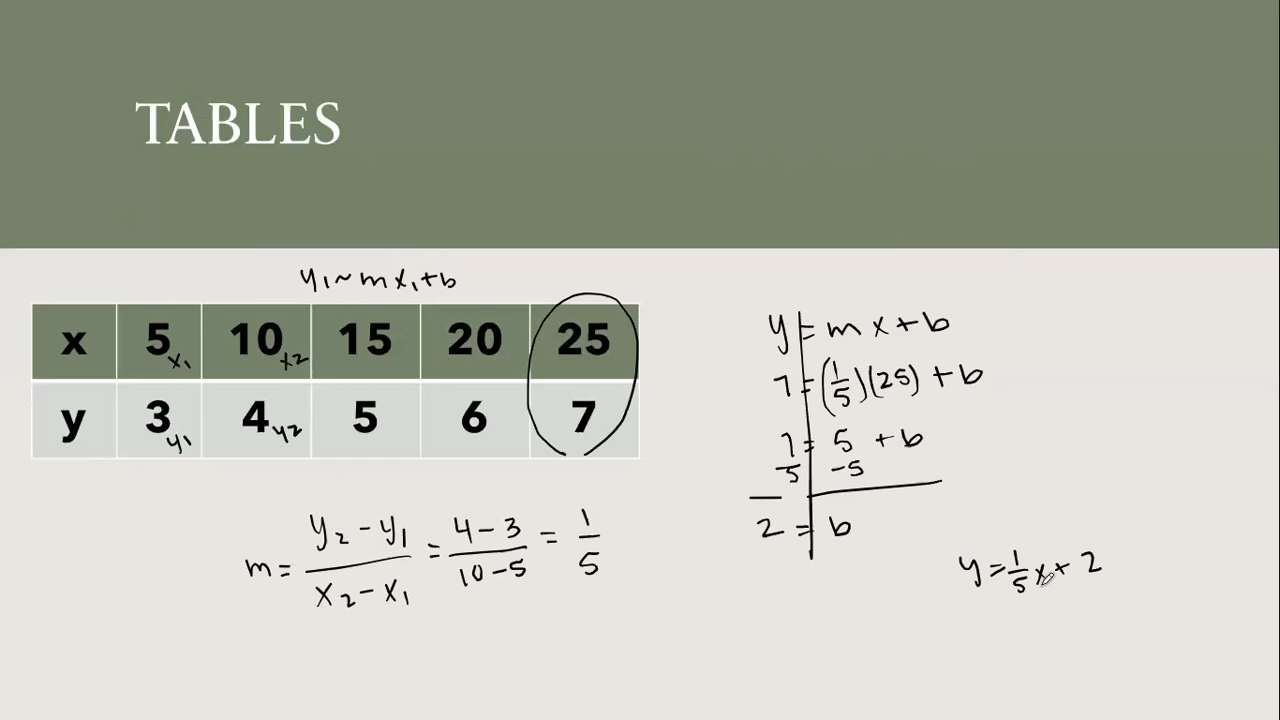 TABLES
y₁ ~ mx₁+b
x 5 x₁ 10 x₂ 15 20 25
y 3 y₁ 4 y₂ 5 6 7
m = y₂ - y₁ / x₂ - x₁ = 4 - 3 / 10 - 5 = 1/5
y = mx + b
7 = (1/5)(25) + b
7 = 5 + b
-5 -5
2 = b
y = 1/5 x + 2